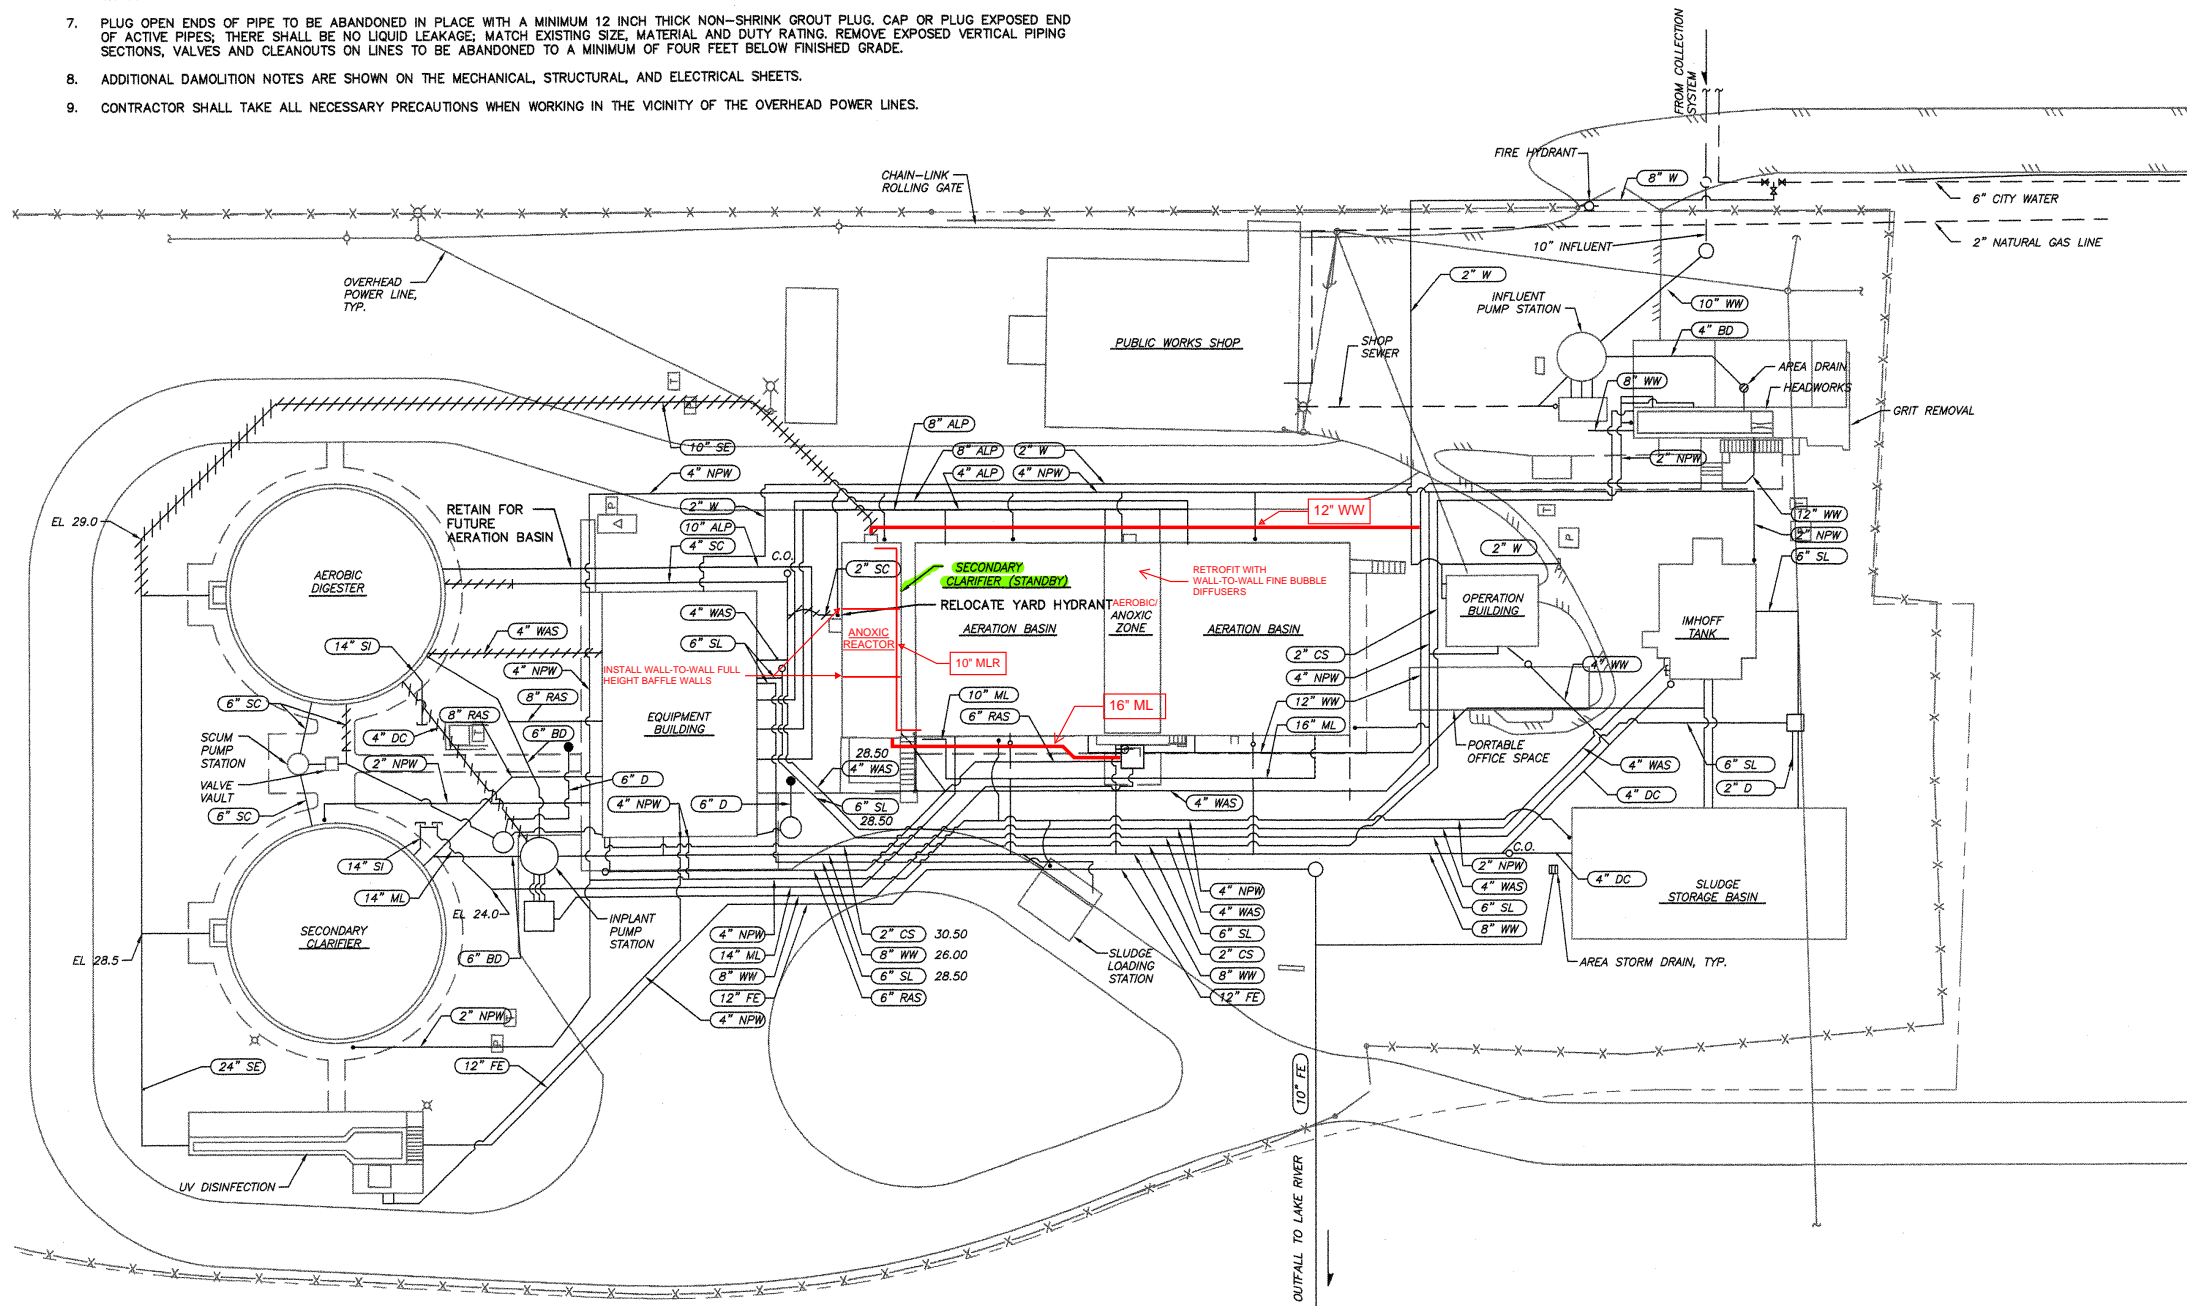 7. PLUG OPEN ENDS OF PIPE TO BE ABANDONED IN PLACE WITH A MINIMUM 12 INCH THICK NON-SHRINK GROUT PLUG. CAP OR PLUG EXPOSED END
OF ACTIVE PIPES; THERE SHALL BE NO LIQUID LEAKAGE; MATCH EXISTING SIZE, MATERIAL AND DUTY RATING. REMOVE EXPOSED VERTICAL PIPING
SECTIONS, VALVES AND CLEANOUTS ON LINES TO BE ABANDONED TO A MINIMUM OF FOUR FEET BELOW FINISHED GRADE.
8. ADDITIONAL DAMOLITION NOTES ARE SHOWN ON THE MECHANICAL, STRUCTURAL, AND ELECTRICAL SHEETS.
9. CONTRACTOR SHALL TAKE ALL NECESSARY PRECAUTIONS WHEN WORKING IN THE VICINITY OF THE OVERHEAD POWER LINES.
FROM COLLECTION
SYSTEM
FIRE HYDRANT
8" W
CHAIN-LINK
ROLLING GATE
6" CITY WATER
10" INFLUENT
2" NATURAL GAS LINE
OVERHEAD
POWER LINE,
TYP.
2" W
INFLUENT
PUMP STATION
10" WW
4" BD
PUBLIC WORKS SHOP
SHOP
SEWER
AREA DRAIN
HEADWORKS
8" WW
GRIT REMOVAL
T
8" ALP
10" SE
8" ALP
2" W
4" NPW
4" ALP
4" NPW
2" NPW
2" W
12" WW
12" WW
EL 29.0
RETAIN FOR
FUTURE
AERATION BASIN
P
10" ALP
4" SC
T
P
2" NPW
C.O.
2" W
6" SL
AEROBIC
DIGESTER
2" SC
SECONDARY
CLARIFIER (STANDBY)
RETROFIT WITH
WALL-TO-WALL FINE BUBBLE
DIFFUSERS
4" WAS
RELOCATE YARD HYDRANT
AEROBIC/
ANOXIC
ZONE
OPERATION
BUILDING
IMHOFF
TANK
4" WAS
ANOXIC
REACTOR
AERATION BASIN
AERATION BASIN
14" SI
6" SL
2" CS
4" NPW
INSTALL WALL-TO-WALL FULL
HEIGHT BAFFLE WALLS
10" MLR
4" WW
4" NPW
8" RAS
10" ML
12" WW
6" SC
8" RAS
EQUIPMENT
BUILDING
6" RAS
16" ML
16" ML
4" DC
T
6" BD
SCUM
PUMP
STATION
PORTABLE
OFFICE SPACE
28.50
4" WAS
4" WAS
6" SL
2" NPW
VALVE
VAULT
6" D
2" D
4" NPW
6" D
6" SL
28.50
4" WAS
4" DC
6" SC
14" SI
C.O.
2" NPW
4" DC
SLUDGE
STORAGE BASIN
14" ML
EL 24.0
4" NPW
4" WAS
6" SL
2" CS
8" WW
12" FE
4" WAS
6" SL
8" WW
INPLANT
PUMP
STATION
SECONDARY
CLARIFIER
4" NPW
14" ML
8" WW
12" FE
4" NPW
2" CS 30.50
8" WW 26.00
6" SL 28.50
6" RAS
EL 28.5
6" BD
SLUDGE
LOADING
STATION
AREA STORM DRAIN, TYP.
2" NPW
P
24" SE
12" FE
10" FE
UV DISINFECTION
OUTFALL TO LAKE RIVER